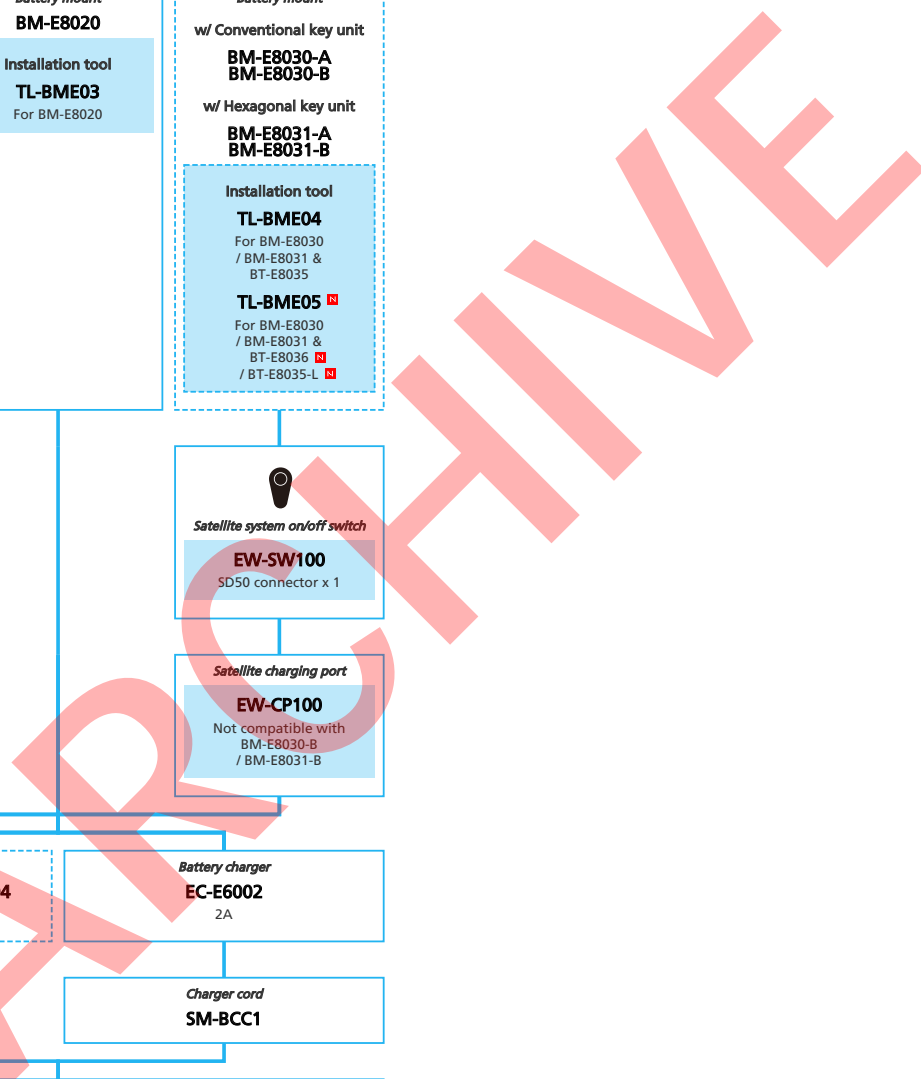 BM-E8020
Installation tool
TL-BME03
For BM-E8020
Battery mount
w/ Conventional key unit
BM-E8030-A
BM-E8030-B
w/ Hexagonal key unit
BM-E8031-A
BM-E8031-B
Installation tool
TL-BME04
For BM-E8030
/ BM-E8031 &
BT-E8035
TL-BME05 N
For BM-E8030
/ BM-E8031 &
BT-E8036 N
/ BT-E8035-L N
Satellite system on/off switch
EW-SW100
SD50 connector x 1
Satellite charging port
EW-CP100
Not compatible with
BM-E8030-B
/ BM-E8031-B
4
Battery charger
EC-E6002
2A
Charger cord
SM-BCC1
ARCHIVE